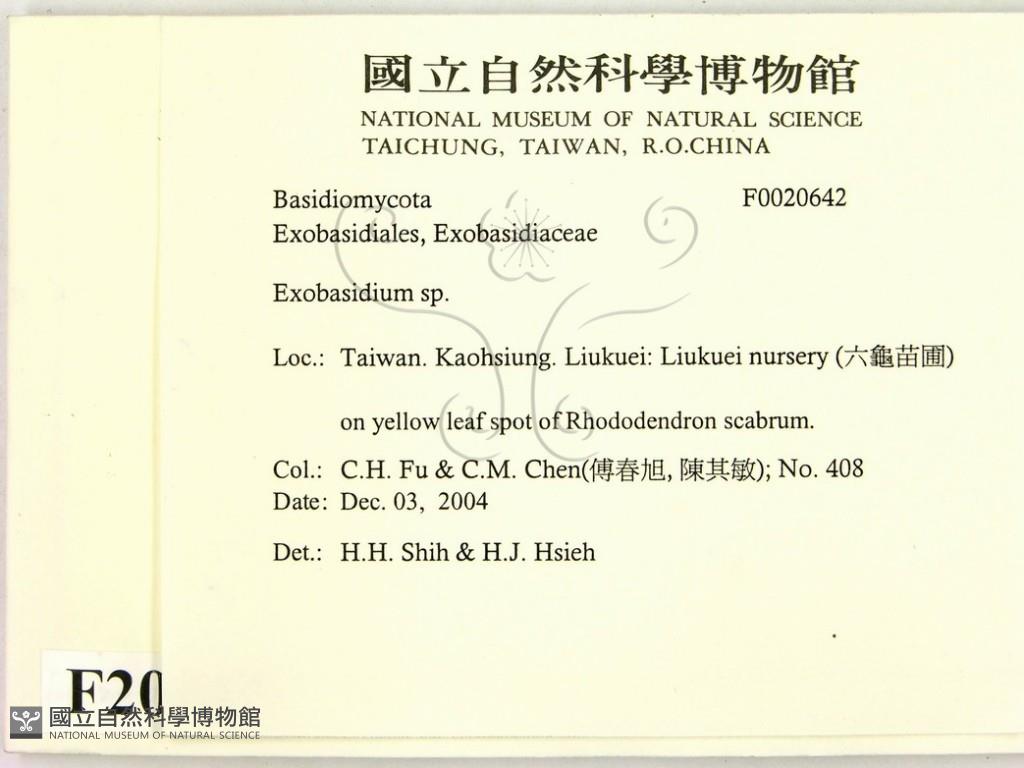 國立自然科學博物館
NATIONAL MUSEUM OF NATURAL SCIENCE
TAICHUNG, TAIWAN, R.O.CHINA
Basidiomycota F0020642
Exobasidiales, Exobasidiaceae
Exobasidium sp.
Loc.: Taiwan. Kaohsiung. Liukuei: Liukuei nursery (六龜苗圃)
on yellow leaf spot of Rhododendron scabrum.
Col.: C.H. Fu & C.M. Chen(傅春旭, 陳其敏); No. 408
Date: Dec. 03, 2004
Det.: H.H. Shih & H.J. Hsieh
F20
國立自然科學博物館
NATIONAL MUSEUM OF NATURAL SCIENCE